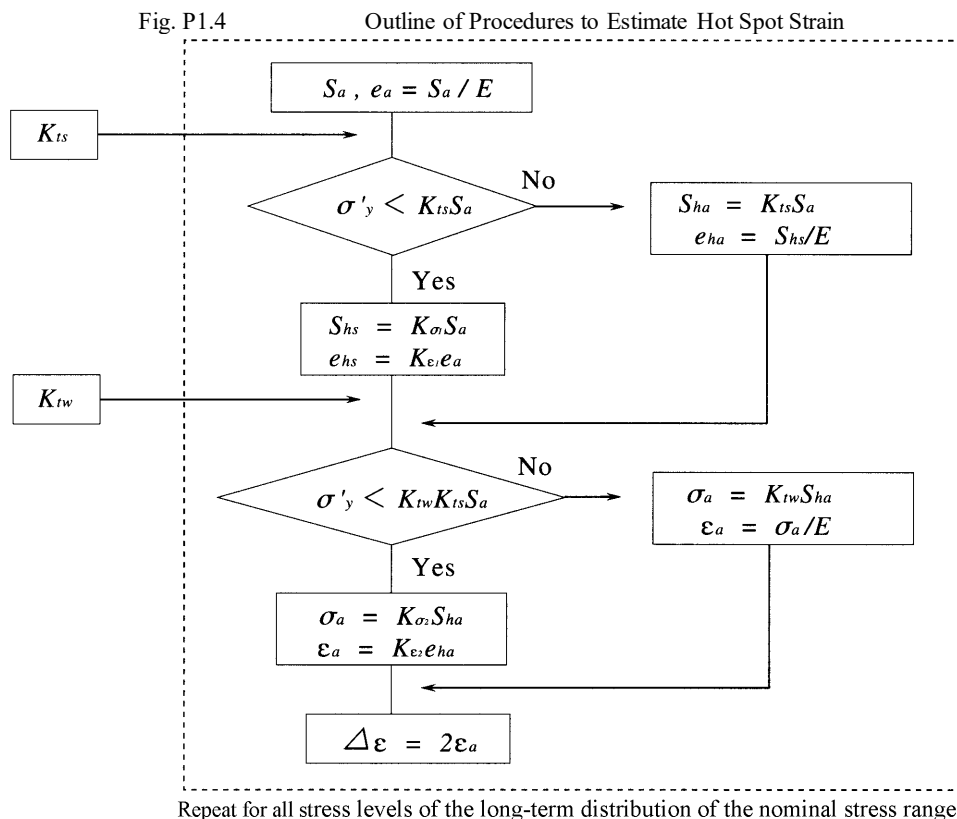 Fig. P1.4 Outline of Procedures to Estimate Hot Spot Strain
Sa , ea = Sa / E
Kts
σ'y < KtsSa
No
Sha = KtsSa
eha = Shs/E
Yes
Shs = Kσ1Sa
ehs = Kε1ea
Ktw
σ'y < KtwKtsSa
No
σa = KtwSha
εa = σa/E
Yes
σa = Kσ2Sha
εa = Kε2eha
Δε = 2εa
Repeat for all stress levels of the long-term distribution of the nominal stress range